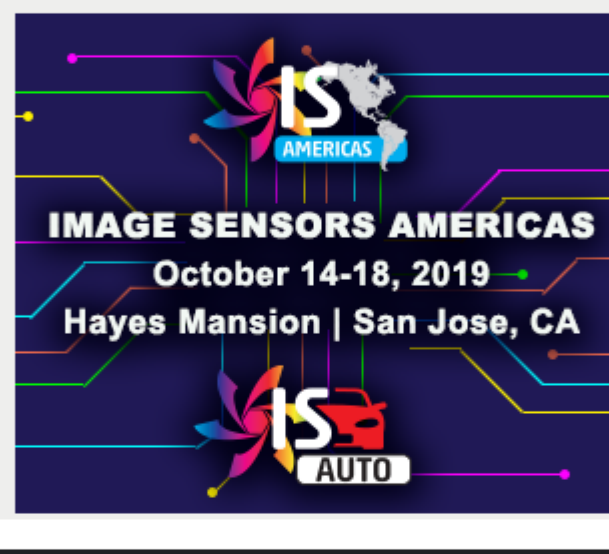 IS
AMERICAS
IMAGE SENSORS AMERICAS
October 14-18, 2019
Hayes Mansion | San Jose, CA
IS
AUTO